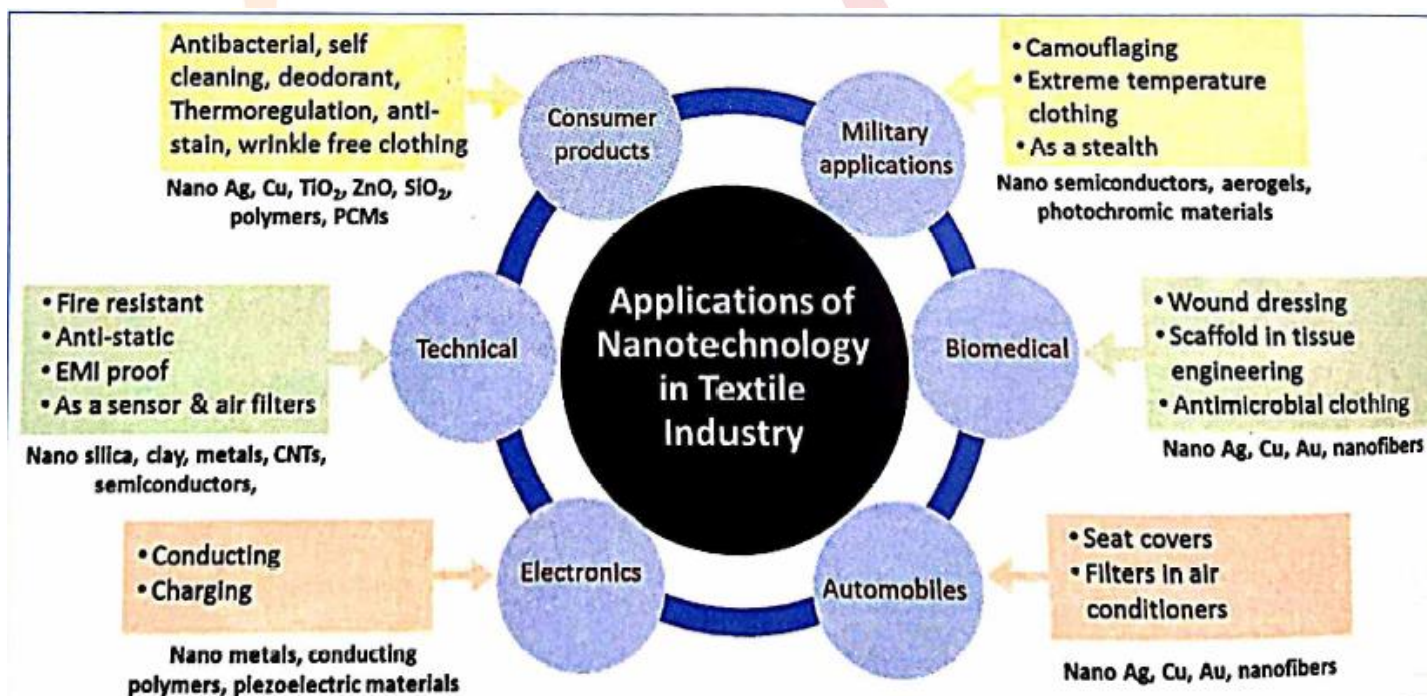 Antibacterial, self
cleaning, deodorant,
Thermoregulation, anti-
stain, wrinkle free clothing
Nano Ag, Cu, TiO₂, ZnO, SiO₂,
polymers, PCMs
Consumer
products
Military
applications
• Camouflaging
• Extreme temperature
clothing
• As a stealth
Nano semiconductors, aerogels,
photochromic materials
• Fire resistant
• Anti-static
• EMI proof
• As a sensor & air filters
Nano silica, clay, metals, CNTs,
semiconductors,
Technical
Applications of
Nanotechnology
in Textile
Industry
Biomedical
• Wound dressing
• Scaffold in tissue
engineering
• Antimicrobial clothing
Nano Ag, Cu, Au, nanofibers
• Conducting
• Charging
Nano metals, conducting
polymers, piezoelectric materials
Electronics
Automobiles
• Seat covers
• Filters in air
conditioners
Nano Ag, Cu, Au, nanofibers